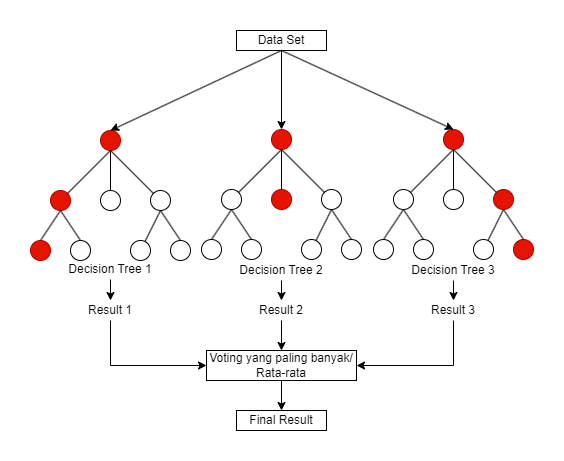 Data Set
Decision Tree 1
Decision Tree 2
Decision Tree 3
Result 1
Result 2
Result 3
Voting yang paling banyak/
Rata-rata
Final Result